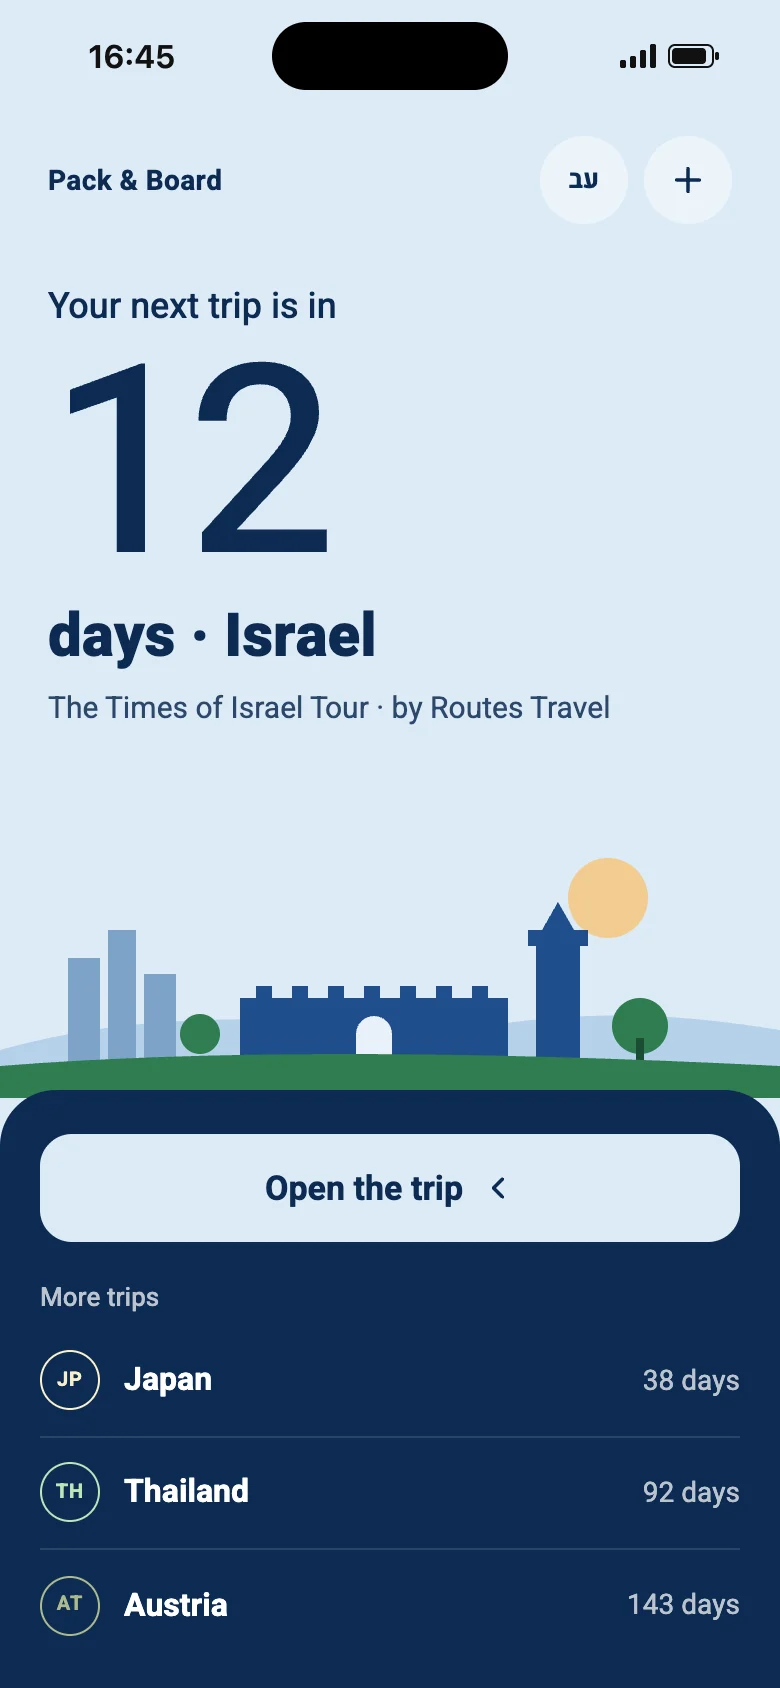 16:45
Pack & Board
עב
+
Your next trip is in
12
days · Israel
The Times of Israel Tour · by Routes Travel
Open the trip
More trips
JP Japan 38 days
TH Thailand 92 days
AT Austria 143 days